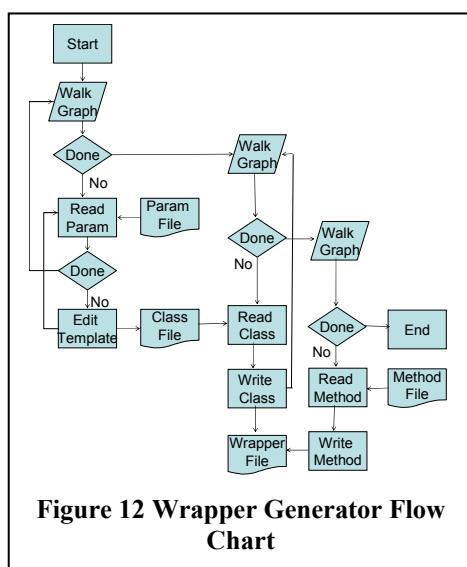 Start
Walk
Graph
Done
No
Read
Param
Param
File
Done
No
Edit
Template
Class
File
Walk
Graph
Done
No
Read
Class
Write
Class
Wrapper
File
Walk
Graph
Done
End
No
Read
Method
Method
File
Write
Method
Figure 12 Wrapper Generator Flow
Chart